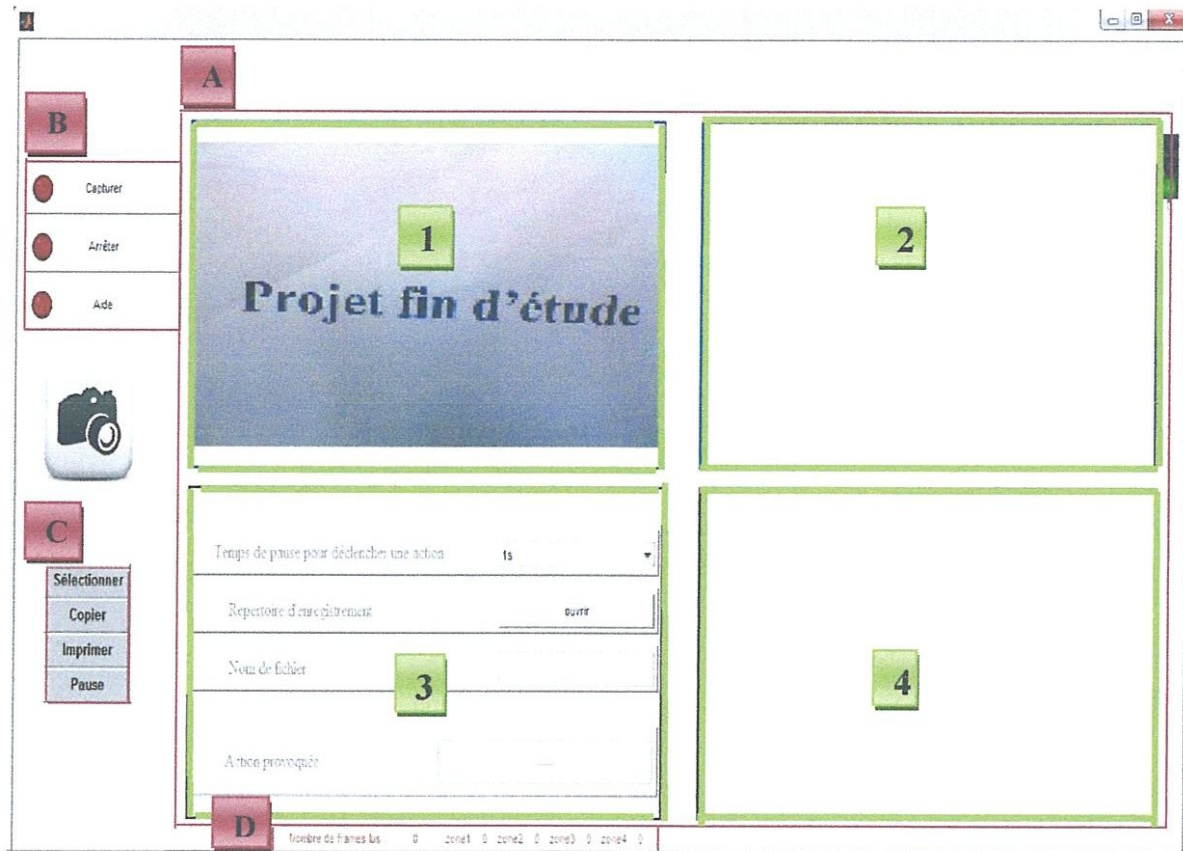 A
B
Capturer
Arrêter
Aide
1
Projet fin d'étude
2
C
Sélectionner
Copier
Imprimer
Pause
Temps de pause pour déclencher une action 1s
Répertoire d'enregistrement ouvrir
Nom de fichier
3
Action provoquée
4
D
Nombre de frames lus 0 zone1 0 zone2 0 zone3 0 zone4 0